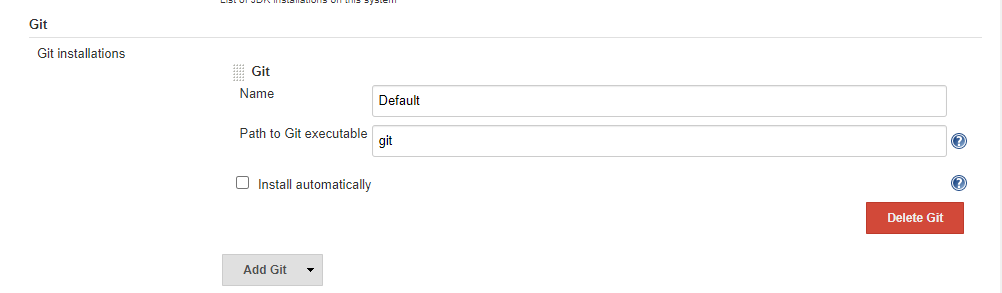 List of JDK installations on this system
Git
Git installations
Git
Name
Default
Path to Git executable
git
?
Install automatically
?
Delete Git
Add Git